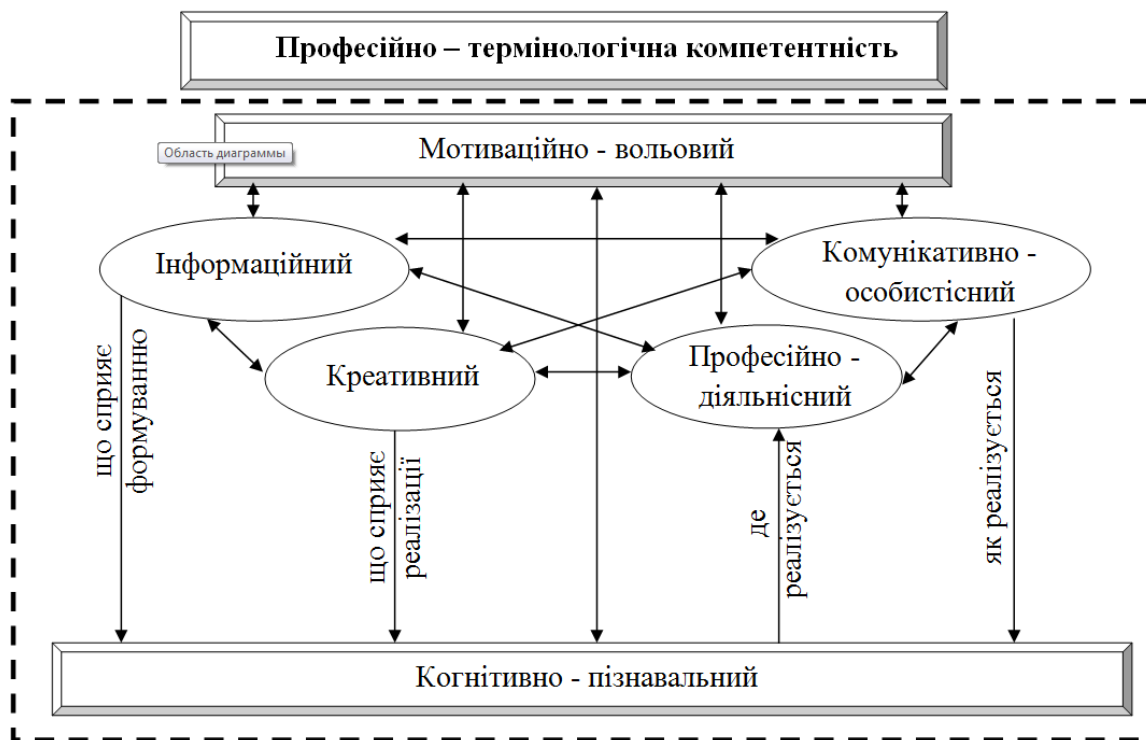 Професійно – термінологічна компетентність
Мотиваційно - вольовий
Область диаграммы
Інформаційний
Комунікативно -
особистісний
Креативний
Професійно -
діяльнісний
що сприяє
формуванню
що сприяє
реалізації
де
реалізується
як реалізується
Когнітивно - пізнавальний